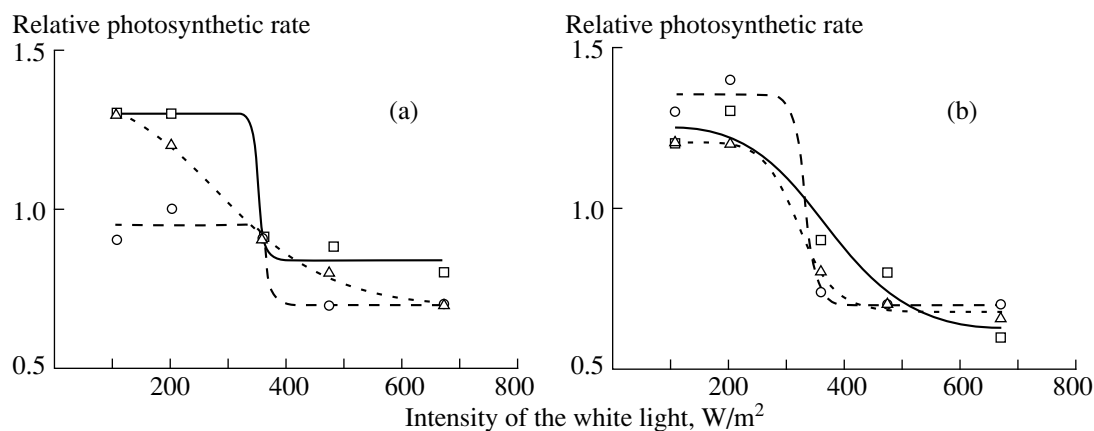 Relative photosynthetic rate
1.5
(a)
1.0
0.5
200 400 600 800
Relative photosynthetic rate
1.5
(b)
1.0
0.5
200 400 600 800
Intensity of the white light, W/m²